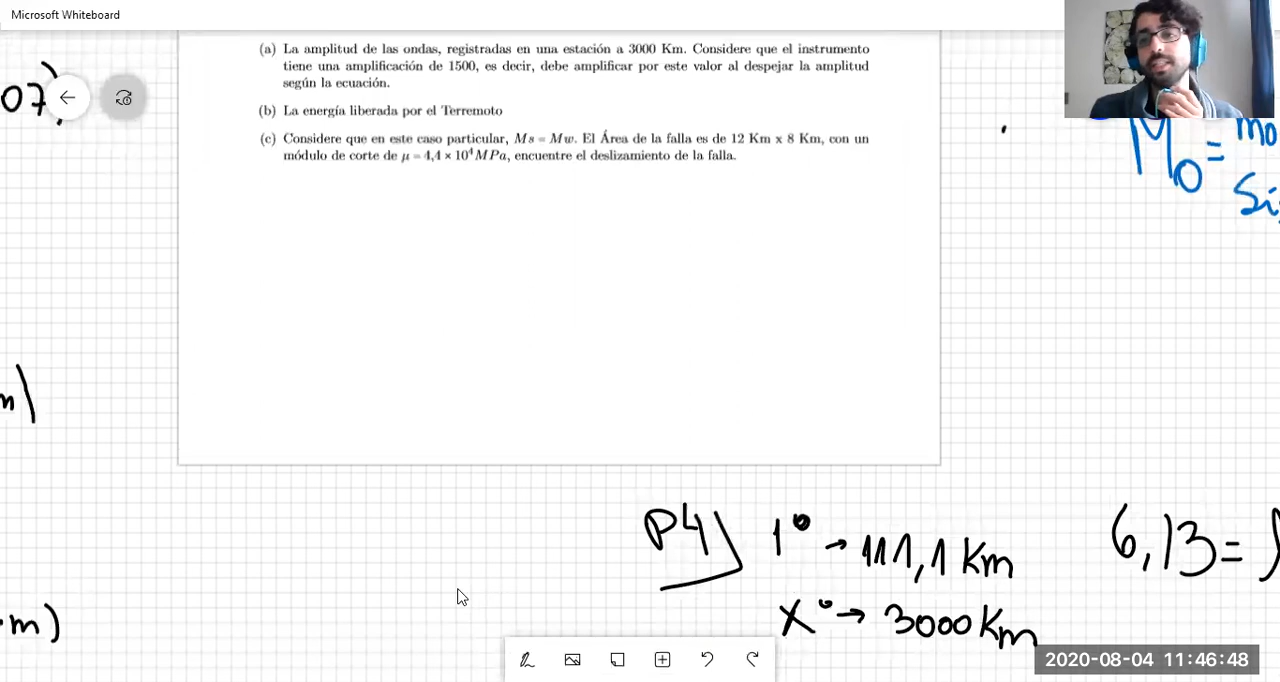 Microsoft Whiteboard
(a) La amplitud de las ondas, registradas en una estación a 3000 Km. Considere que el instrumento
tiene una amplificación de 1500, es decir, debe amplificar por este valor al despejar la amplitud
según la ecuación.
(b) La energía liberada por el Terremoto
(c) Considere que en este caso particular, Ms = Mw. El Área de la falla es de 12 Km x 8 Km, con un
módulo de corte de μ = 4,4 × 10⁴MPa, encuentre el deslizamiento de la falla.
07)
M₀ = mo
Si
m)
P4) 1° → 111,1 Km
6,13 =
x° → 3000 Km
·m)
2020-08-04 11:46:48